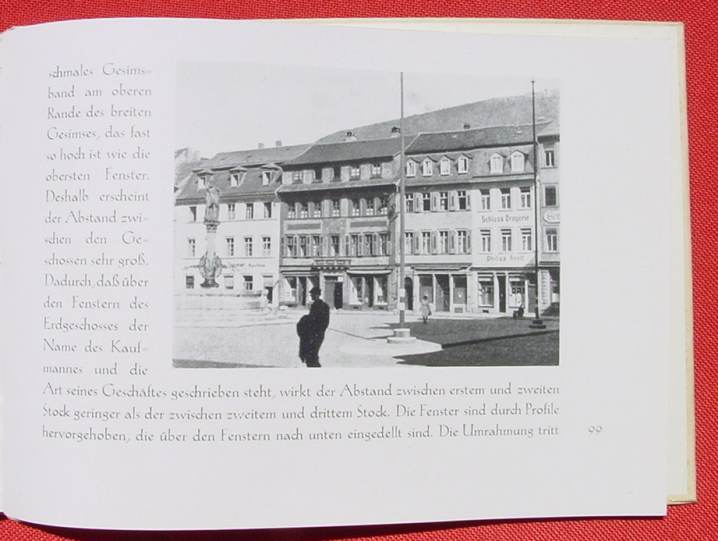 schmales Gesims-
band am oberen
Rande des breiten
Gesimses, das fast
so hoch ist wie die
obersten Fenster.
Deshalb erscheint
der Abstand zwi-
schen den Ge-
schossen sehr groß.
Dadurch, daß über
den Fenstern des
Erdgeschosses der
Name des Kauf-
mannes und die
Art seines Geschäftes geschrieben steht, wirkt der Abstand zwischen erstem und zweiten
Stock geringer als der zwischen zweitem und drittem Stock. Die Fenster sind durch Profile
hervorgehoben, die über den Fenstern nach unten eingedellt sind. Die Umrahmung tritt
99
Schloss Drogerie
Philipp